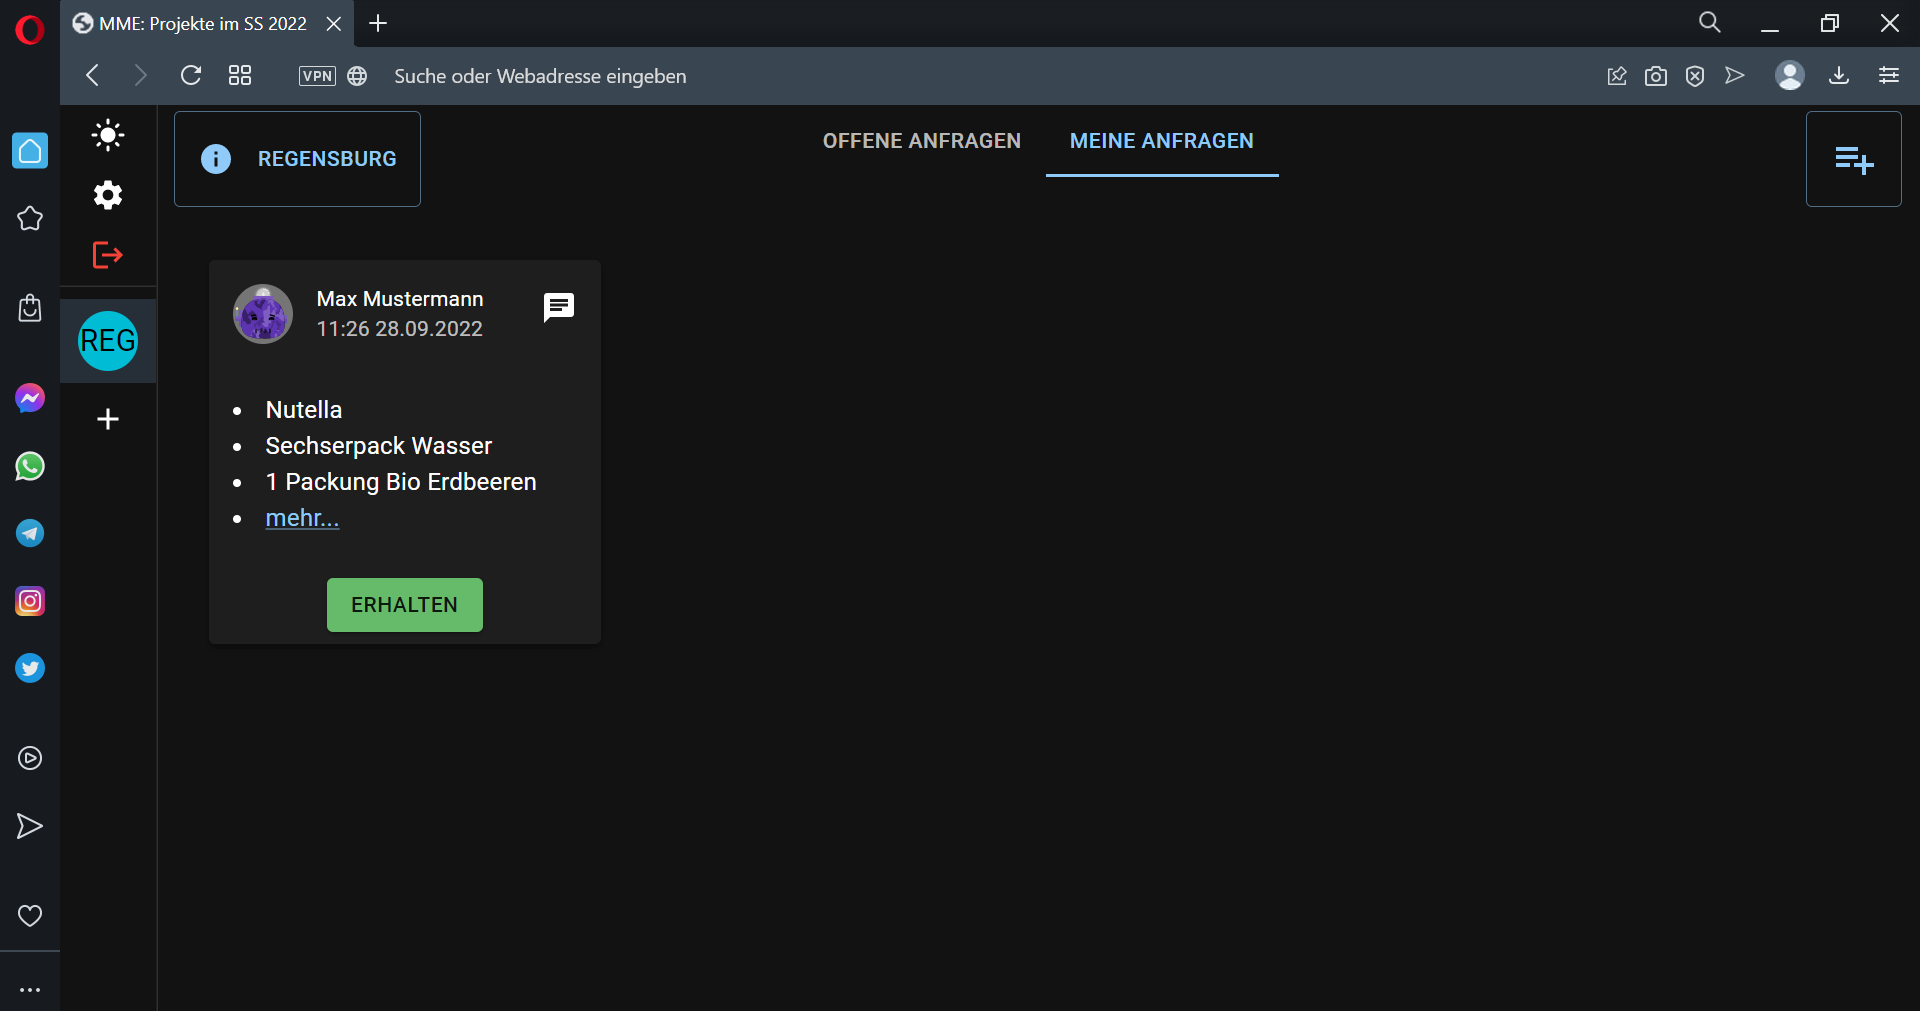 MME: Projekte im SS 2022
VPN
Suche oder Webadresse eingeben
REGENSBURG
OFFENE ANFRAGEN
MEINE ANFRAGEN
REG
Max Mustermann
11:26 28.09.2022
Nutella
Sechserpack Wasser
1 Packung Bio Erdbeeren
mehr...
ERHALTEN